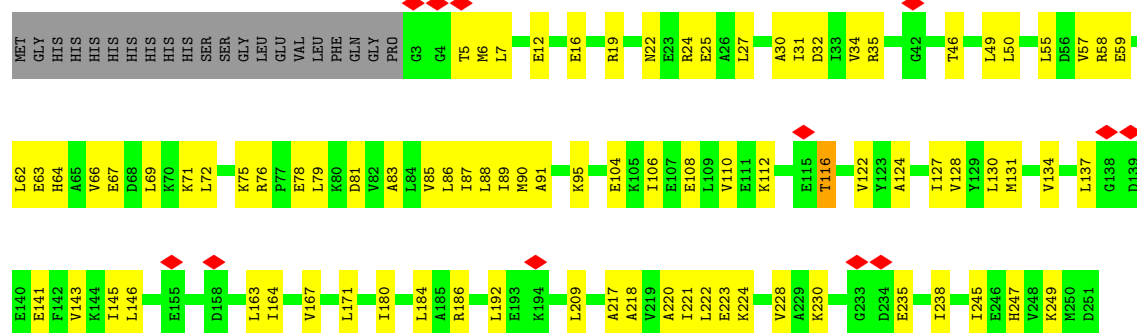 MET GLY HIS HIS HIS HIS HIS HIS HIS HIS HIS HIS SER SER GLY LEU GLU VAL LEU PHE GLN GLY PRO G3 G4 T5 M6 L7 E12 E16 R19 N22 E23 R24 E25 A26 L27 A30 I31 D32 I33 V34 R35 G42 T46 L49 L50 L55 D56 V57 R58 E59
L62 E63 H64 A65 V66 E67 D68 L69 K70 K71 L72 K75 R76 P77 E78 L79 K80 D81 V82 A83 L84 V85 L86 I87 L88 I89 M90 A91 K95 E104 K105 I106 E107 E108 L109 V110 E111 K112 E115 T116 V122 Y123 A124 I127 V128 Y129 L130 M131 V134 L137 G138 D139
E140 E141 F142 V143 K144 I145 L146 E155 D158 L163 I164 V167 L171 I180 L184 A185 R186 L192 E193 K194 L209 A217 A218 V219 A220 I221 L222 E223 K224 V228 A229 K230 G233 D234 E235 I238 I245 E246 H247 V248 K249 M250 D251